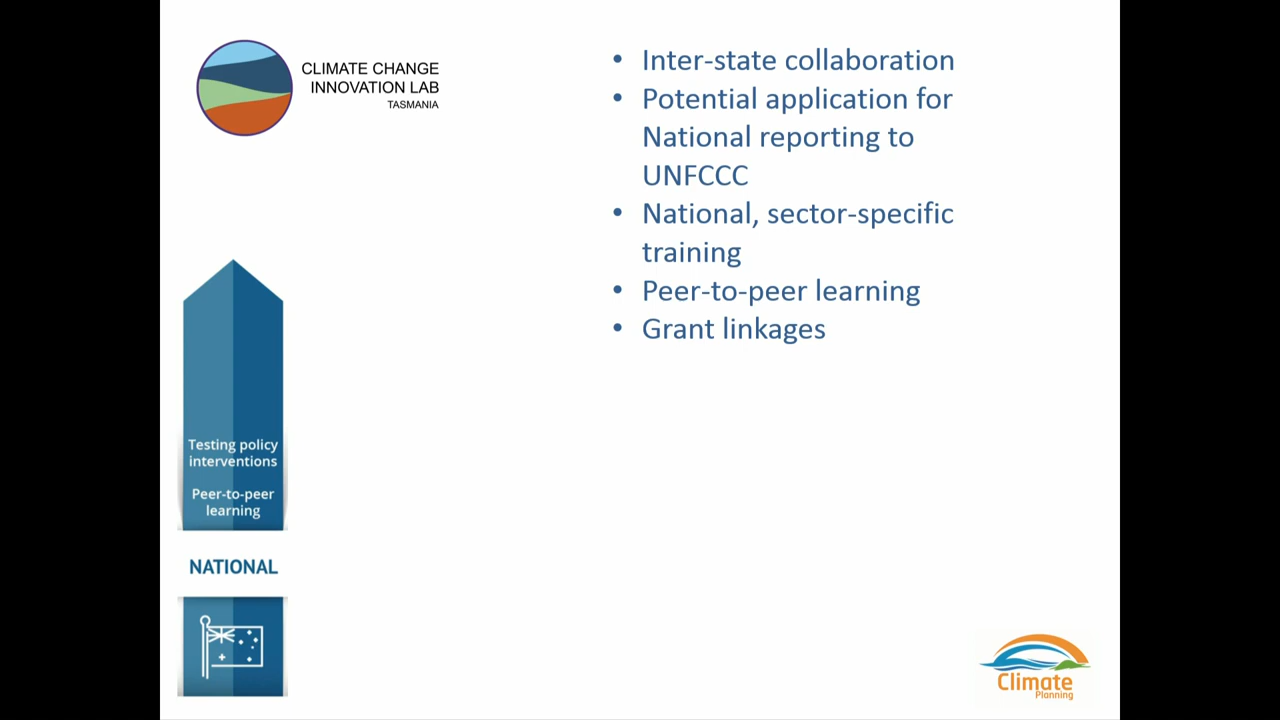 CLIMATE CHANGE
INNOVATION LAB
TASMANIA
• Inter-state collaboration
• Potential application for
National reporting to
UNFCCC
• National, sector-specific
training
• Peer-to-peer learning
• Grant linkages
Testing policy
interventions
Peer-to-peer
learning
NATIONAL
Climate
Planning